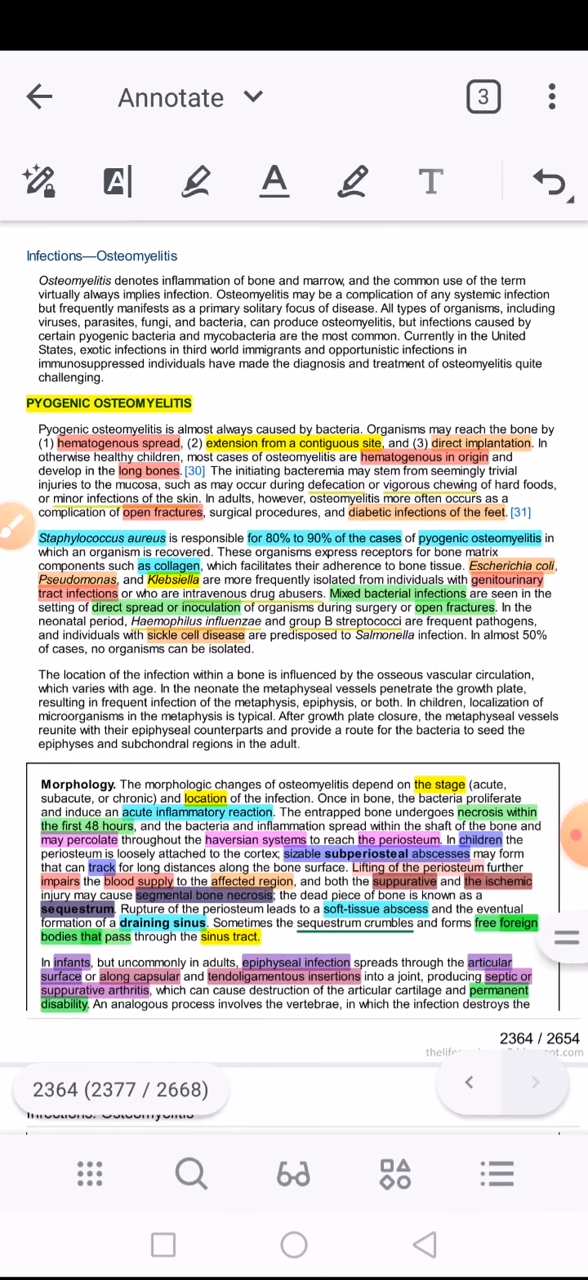 Annotate
3
A
A
T
Infections—Osteomyelitis
Osteomyelitis denotes inflammation of bone and marrow, and the common use of the term
virtually always implies infection. Osteomyelitis may be a complication of any systemic infection
but frequently manifests as a primary solitary focus of disease. All types of organisms, including
viruses, parasites, fungi, and bacteria, can produce osteomyelitis, but infections caused by
certain pyogenic bacteria and mycobacteria are the most common. Currently in the United
States, exotic infections in third world immigrants and opportunistic infections in
immunosuppressed individuals have made the diagnosis and treatment of osteomyelitis quite
challenging.
PYOGENIC OSTEOMYELITIS
Pyogenic osteomyelitis is almost always caused by bacteria. Organisms may reach the bone by
(1) hematogenous spread, (2) extension from a contiguous site, and (3) direct implantation. In
otherwise healthy children, most cases of osteomyelitis are hematogenous in origin and
develop in the long bones. [30] The initiating bacteremia may stem from seemingly trivial
injuries to the mucosa, such as may occur during defecation or vigorous chewing of hard foods,
or minor infections of the skin. In adults, however, osteomyelitis more often occurs as a
complication of open fractures, surgical procedures, and diabetic infections of the feet. [31]
Staphylococcus aureus is responsible for 80% to 90% of the cases of pyogenic osteomyelitis in
which an organism is recovered. These organisms express receptors for bone matrix
components such as collagen, which facilitates their adherence to bone tissue. Escherichia coli,
Pseudomonas, and Klebsiella are more frequently isolated from individuals with genitourinary
tract infections or who are intravenous drug abusers. Mixed bacterial infections are seen in the
setting of direct spread or inoculation of organisms during surgery or open fractures. In the
neonatal period, Haemophilus influenzae and group B streptococci are frequent pathogens,
and individuals with sickle cell disease are predisposed to Salmonella infection. In almost 50%
of cases, no organisms can be isolated.
The location of the infection within a bone is influenced by the osseous vascular circulation,
which varies with age. In the neonate the metaphyseal vessels penetrate the growth plate,
resulting in frequent infection of the metaphysis, epiphysis, or both. In children, localization of
microorganisms in the metaphysis is typical. After growth plate closure, the metaphyseal vessels
reunite with their epiphyseal counterparts and provide a route for the bacteria to seed the
epiphyses and subchondral regions in the adult.
Morphology. The morphologic changes of osteomyelitis depend on the stage (acute,
subacute, or chronic) and location of the infection. Once in bone, the bacteria proliferate
and induce an acute inflammatory reaction. The entrapped bone undergoes necrosis within
the first 48 hours, and the bacteria and inflammation spread within the shaft of the bone and
may percolate throughout the haversian systems to reach the periosteum. In children the
periosteum is loosely attached to the cortex; sizable subperiosteal abscesses may form
that can track for long distances along the bone surface. Lifting of the periosteum further
impairs the blood supply to the affected region, and both the suppurative and the ischemic
injury may cause segmental bone necrosis; the dead piece of bone is known as a
sequestrum. Rupture of the periosteum leads to a soft-tissue abscess and the eventual
formation of a draining sinus. Sometimes the sequestrum crumbles and forms free foreign
bodies that pass through the sinus tract.
In infants, but uncommonly in adults, epiphyseal infection spreads through the articular
surface or along capsular and tendoligamentous insertions into a joint, producing septic or
suppurative arthritis, which can cause destruction of the articular cartilage and permanent
disability. An analogous process involves the vertebrae, in which the infection destroys the
2364 / 2654
2364 (2377 / 2668)
Infections: Osteomyelitis